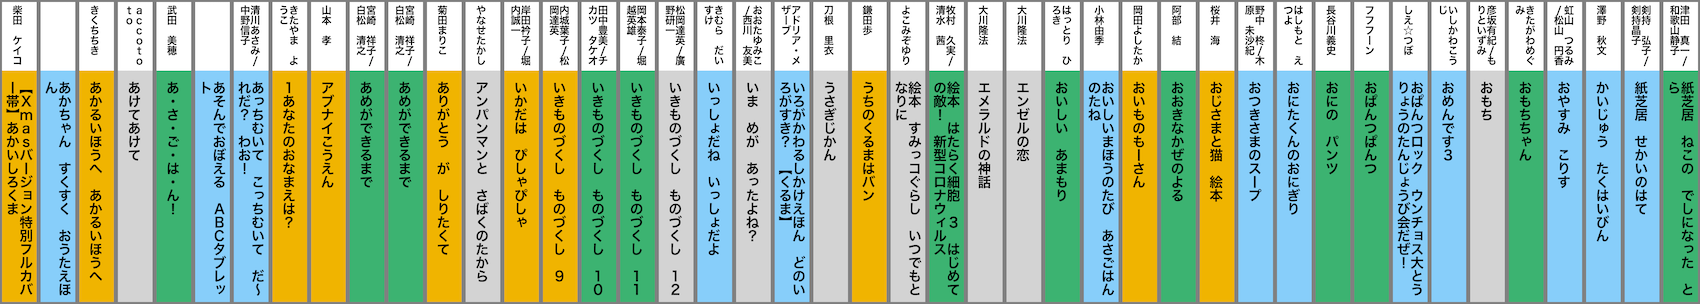 柴田 ケイコ
【Xmasバージョン特別フルカバ
ー帯】あかいしろくま
あかちゃん すくすく おうたえほ
ん
きくちちき
あかるいほうへ あかるいほうへ
accoto
to
あけてあけて
武田 美穂
あ・さ・ご・は・ん！
あそんでおぼえる ABCタブレッ
ト
清川あさみ/
中野信子
あっちむいて こっちむいて だ〜
れだ？ わお！
きたやま よ
うこ
1あなたのおなまえは？
山本 孝
アブナイこうえん
宮崎 祥子/
白松 清之
あめができるまで
宮崎 祥子/
白松 清之
あめができるまで
菊田まりこ
ありがとう が しりたくて
やなせたかし
アンパンマンと さばくのたから
岸田衿子/堀
内誠一
いかだは ぴしゃぴしゃ
内城葉子/松
岡達英
いきものづくし ものづくし 9
田中豊美/チ
カツ タケオ
いきものづくし ものづくし 10
岡本泰子/堀
越英雄
いきものづくし ものづくし 11
松岡達英/廣
野研一
いきものづくし ものづくし 12
きむら だい
すけ
いっしょだね いっしょだよ
おおたゆみこ
/西川 友美
いま めが あったよね？
アドリア・メ
ザーブ
いろがかわるしかけえほん どのい
ろがすき？ 【くるま】
刀根 里衣
うさぎじかん
鎌田歩
うちのくるまはバン
よこみぞゆり
絵本 すみっコぐらし いつでもと
なりに
牧村 久実/
清水 茜
絵本 はたらく細胞 3 はじめて
の敵！ 新型コロナウィルス
大川隆法
エメラルドの神話
大川隆法
エンゼルの恋
はっとり ひ
ろき
おいしい あまもり
小林由季
おいしいまほうのたび あさごはん
のたね
岡田よしたか
おいものもーさん
阿部 結
おおきなかぜのよる
桜井 海
おじさまと猫 絵本
野中 柊/木
原 未沙紀
おつきさまのスープ
はしもと え
つよ
おにたくんのおにぎり
長谷川義史
おにの パンツ
フフフーン
おぱんつぱんつ
しえ☆つぼ
おぱんつロック ウンチョス大とう
りょうのたんじょうび会だぜ！
いしかわこう
じ
おめんです3
彦坂有紀/も
りといずみ
おもち
きたがわめぐ
み
おもちちゃん
虹山 つるみ
/松山 円香
おやすみ こりす
澤野 秋文
かいじゅう たくはいびん
剣持 弘子/
剣持晶子
紙芝居 せかいのはて
津田 真一/
和歌山静子
紙芝居 ねこの でしになった と
ら